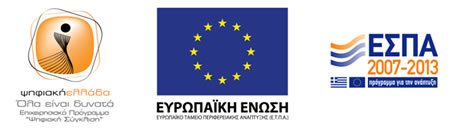 ψηφιακήελλάδα
Όλα είναι δυνατά
Επιχειρησιακό Πρόγραμμα
"Ψηφιακή Σύγκλιση"
ΕΥΡΩΠΑΪΚΗ ΕΝΩΣΗ
ΕΥΡΩΠΑΪΚΟ ΤΑΜΕΙΟ ΠΕΡΙΦΕΡΕΙΑΚΗΣ ΑΝΑΠΤΥΞΗΣ (Ε.Τ.Π.Α.)
ΕΣΠΑ
2007-2013
πρόγραμμα για την ανάπτυξη